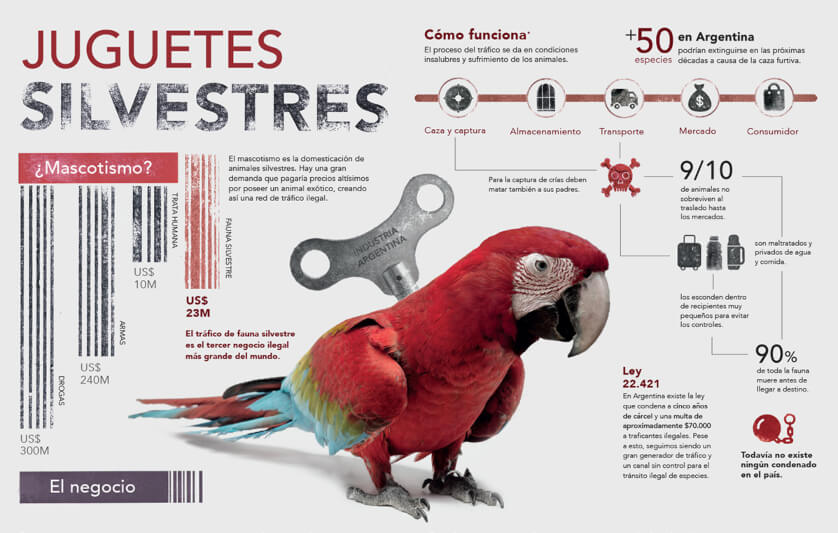 JUGUETES
SILVESTRES
¿Mascotismo?
El mascotismo es la domesticación de
animales silvestres. Hay una gran
demanda que pagaría precios altísimos
por poseer un animal exótico, creando
así una red de tráfico ilegal.
DROGAS
US$
300M
ARMAS
US$
240M
TRATA HUMANA
US$
10M
FAUNA SILVESTRE
US$
23M
El tráfico de fauna silvestre
es el tercer negocio ilegal
más grande del mundo.
El negocio
INDUSTRIA
ARGENTINA
Cómo funciona*
El proceso del tráfico se da en condiciones
insalubres y sufrimiento de los animales.
+50
especies
en Argentina
podrían extinguirse en las próximas
décadas a causa de la caza furtiva.
Caza y captura
Almacenamiento
Transporte
Mercado
Consumidor
Para la captura de crías deben
matar también a sus padres.
9/10
de animales no
sobreviven al
traslado hasta
los mercados.
son maltratados y
privados de agua
y comida.
los esconden dentro
de recipientes muy
pequeños para evitar
los controles.
90%
de toda la fauna
muere antes de
llegar a destino.
Ley
22.421
En Argentina existe la ley
que condena a cinco años
de cárcel y una multa de
aproximadamente $70.000
a traficantes ilegales. Pese
a esto, seguimos siendo un
gran generador de tráfico y
un canal sin control para el
tránsito ilegal de especies.
Todavía no existe
ningún condenado
en el país.